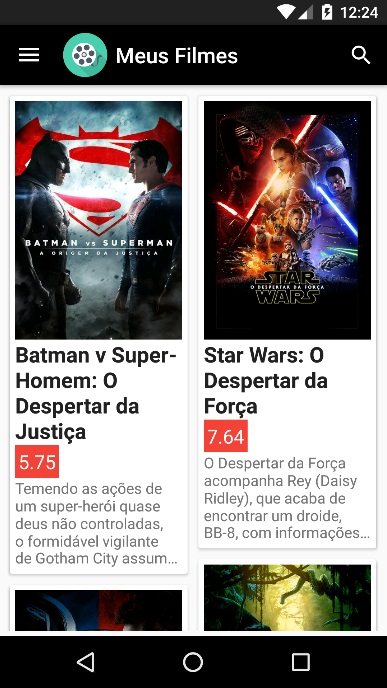 12:24
Meus Filmes
BATMAN VS SUPERMAN
A ORIGEM DA JUSTIÇA
STAR
O DESPERTAR DA FORÇA
WARS
Batman v Super-
Homem: O
Despertar da
Justiça
5.75
Temendo as ações de
um super-herói quase
deus não controladas,
o formidável vigilante
de Gotham City assum...
Star Wars: O
Despertar da
Força
7.64
O Despertar da Força
acompanha Rey (Daisy
Ridley), que acaba de
encontrar um droide,
BB-8, com informações...